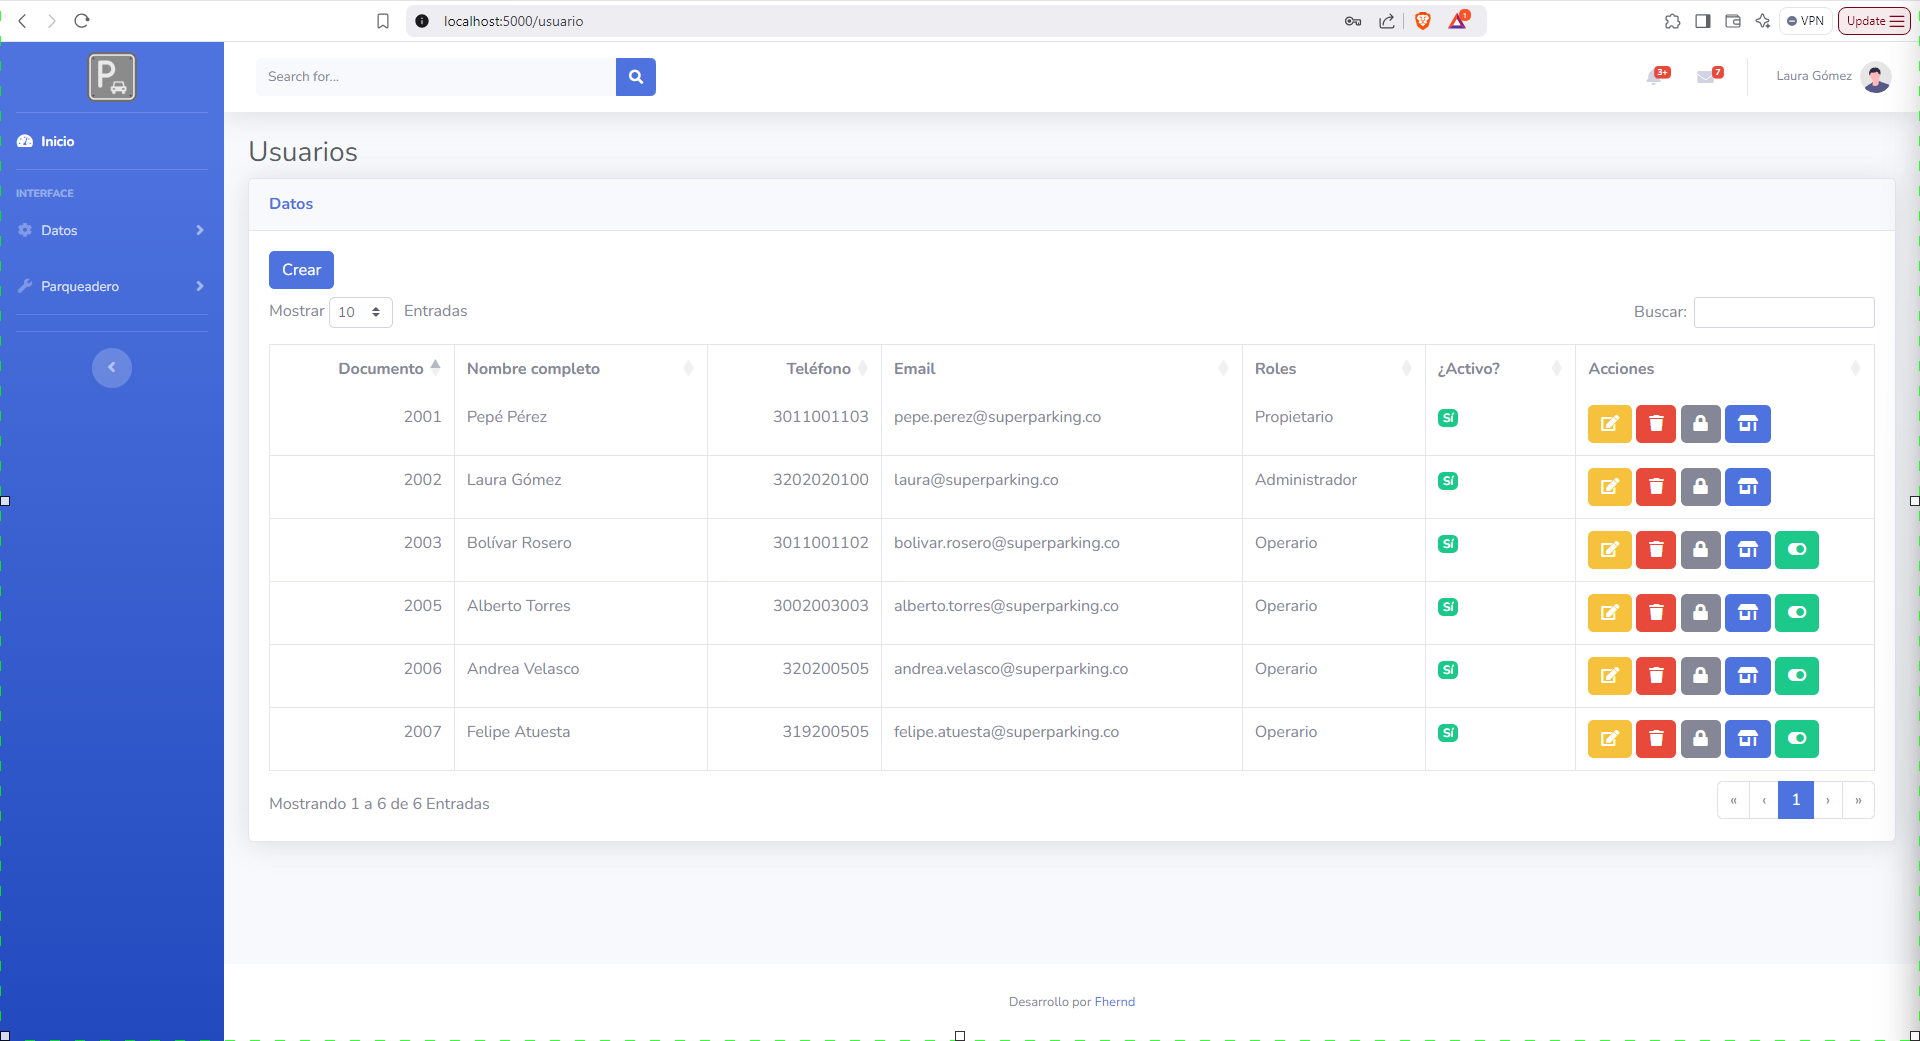 localhost:5000/usuario
1
VPN
Update
P
Search for...
3+
7
Laura Gómez
Inicio
INTERFACE
Datos
Parqueadero
Usuarios
Datos
Crear
Mostrar 10 Entradas
Buscar:
Documento Nombre completo Teléfono Email Roles ¿Activo? Acciones
2001 Pepé Pérez 3011001103 pepe.perez@superparking.co Propietario Sí
2002 Laura Gómez 3202020100 laura@superparking.co Administrador Sí
2003 Bolívar Rosero 3011001102 bolivar.rosero@superparking.co Operario Sí
2005 Alberto Torres 3002003003 alberto.torres@superparking.co Operario Sí
2006 Andrea Velasco 320200505 andrea.velasco@superparking.co Operario Sí
2007 Felipe Atuesta 319200505 felipe.atuesta@superparking.co Operario Sí
Mostrando 1 a 6 de 6 Entradas
« ‹ 1 › »
Desarrollo por Fhernd